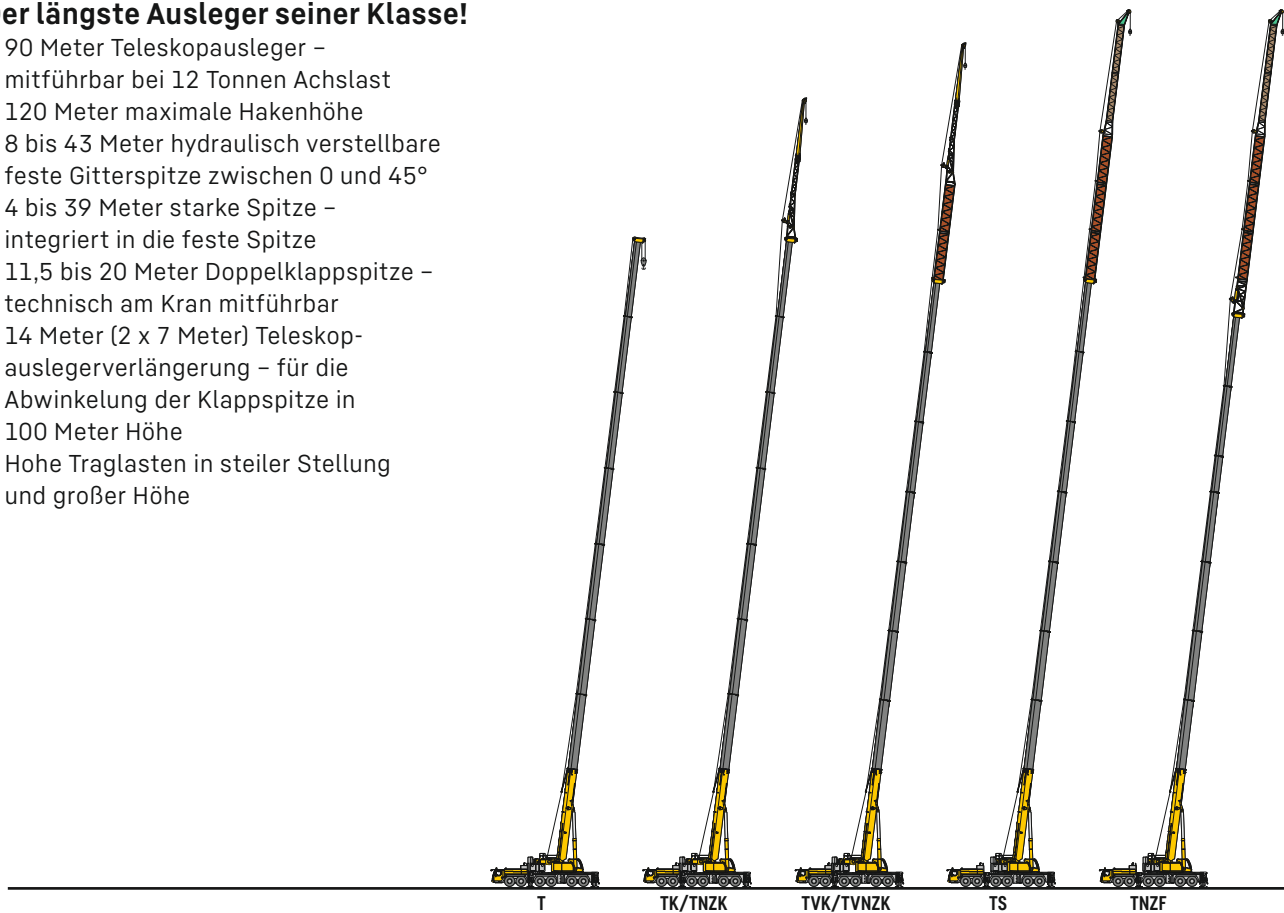 er längste Ausleger seiner Klasse!
90 Meter Teleskopausleger –
mitführbar bei 12 Tonnen Achslast
120 Meter maximale Hakenhöhe
8 bis 43 Meter hydraulisch verstellbare
feste Gitterspitze zwischen 0 und 45°
4 bis 39 Meter starke Spitze –
integriert in die feste Spitze
11,5 bis 20 Meter Doppelklappspitze –
technisch am Kran mitführbar
14 Meter (2 x 7 Meter) Teleskop-
auslegerverlängerung – für die
Abwinkelung der Klappspitze in
100 Meter Höhe
Hohe Traglasten in steiler Stellung
und großer Höhe
T TK/TNZK TVK/TVNZK TS TNZF